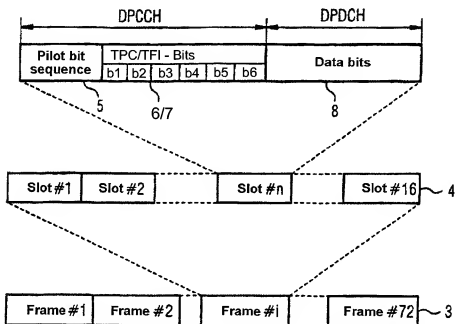 DPCCH DPDCH
Pilot bit sequence TPC/TFI - Bits Data bits
b1 b2 b3 b4 b5 b6
5 6/7 8
Slot #1 Slot #2 Slot #n Slot #16 4
Frame #1 Frame #2 Frame #i Frame #72 3